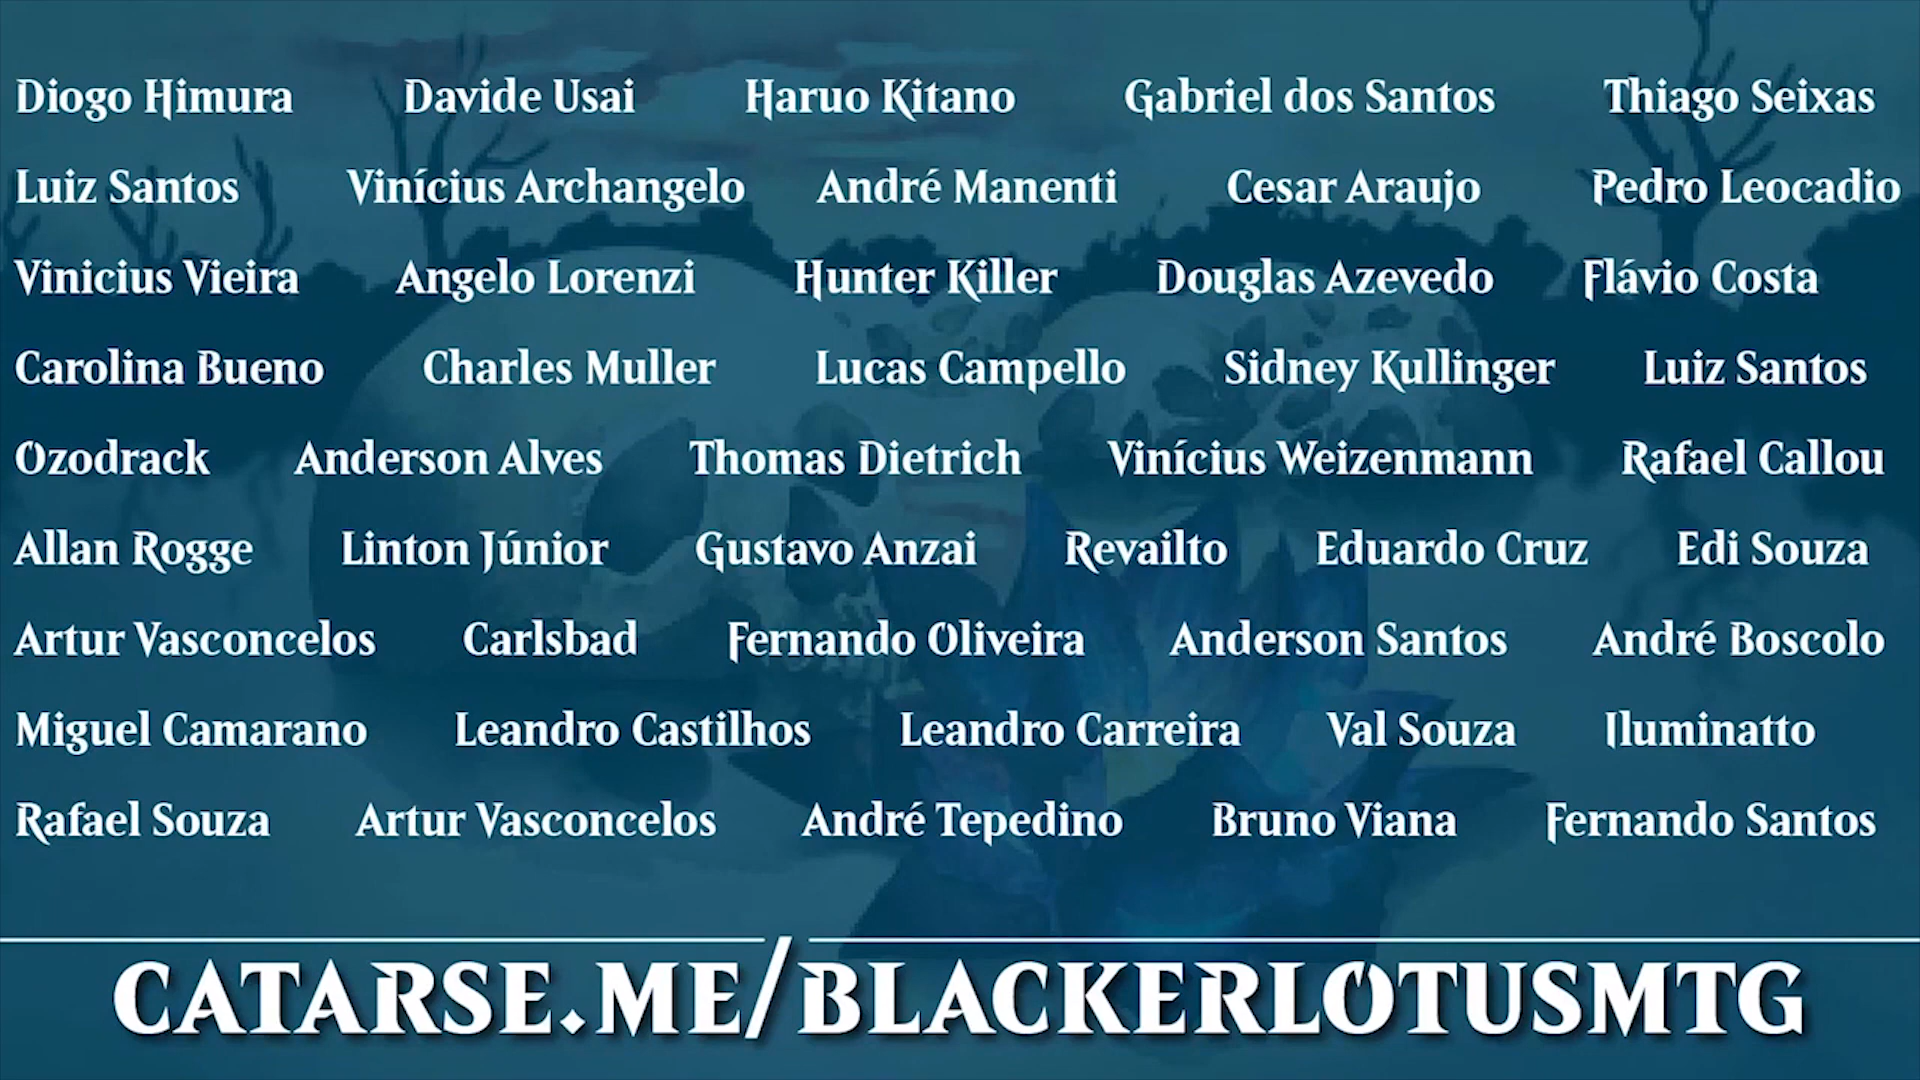 Diogo Himura Davide Usai Haruo Kitano Gabriel dos Santos Thiago Seixas
Luiz Santos Vinícius Archangelo André Manenti Cesar Araujo Pedro Leocadio
Vinicius Vieira Angelo Lorenzi Hunter Killer Douglas Azevedo Flávio Costa
Carolina Bueno Charles Muller Lucas Campello Sidney Kullinger Luiz Santos
Ozodrack Anderson Alves Thomas Dietrich Vinícius Weizenmann Rafael Callou
Allan Rogge Linton Júnior Gustavo Anzai Revailto Eduardo Cruz Edi Souza
Artur Vasconcelos Carlsbad Fernando Oliveira Anderson Santos André Boscolo
Miguel Camarano Leandro Castilhos Leandro Carreira Val Souza Iluminatto
Rafael Souza Artur Vasconcelos André Tepedino Bruno Viana Fernando Santos
CATARSE.ME/BLACKERLOTUSMTG